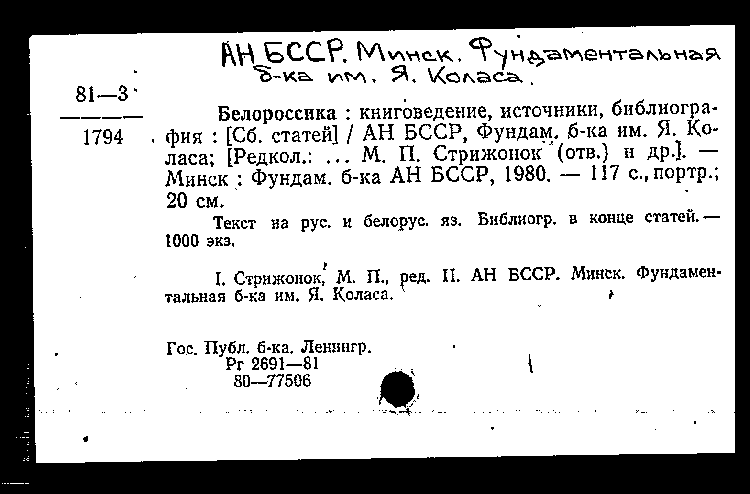 АН БССР. Минск. Фундаментальная
б-ка им. Я. Коласа.
81—3
1794
Белороссика : книговедение, источники, библиогра-
фия : [Сб. статей] / АН БССР, Фундам. б-ка им. Я. Ко-
ласа; [Редкол.: ... М. П. Стрижонок (отв.) и др.]. —
Минск : Фундам. б-ка АН БССР, 1980. — 117 с., портр.;
20 см.
Текст на рус. и белорус. яз. Библиогр. в конце статей. —
1000 экз.
I. Стрижонок, М. П., ред. II. АН БССР. Минск. Фундамен-
тальная б-ка им. Я. Коласа.
Гос. Публ. б-ка. Ленингр.
Рг 2691—81
80—77506